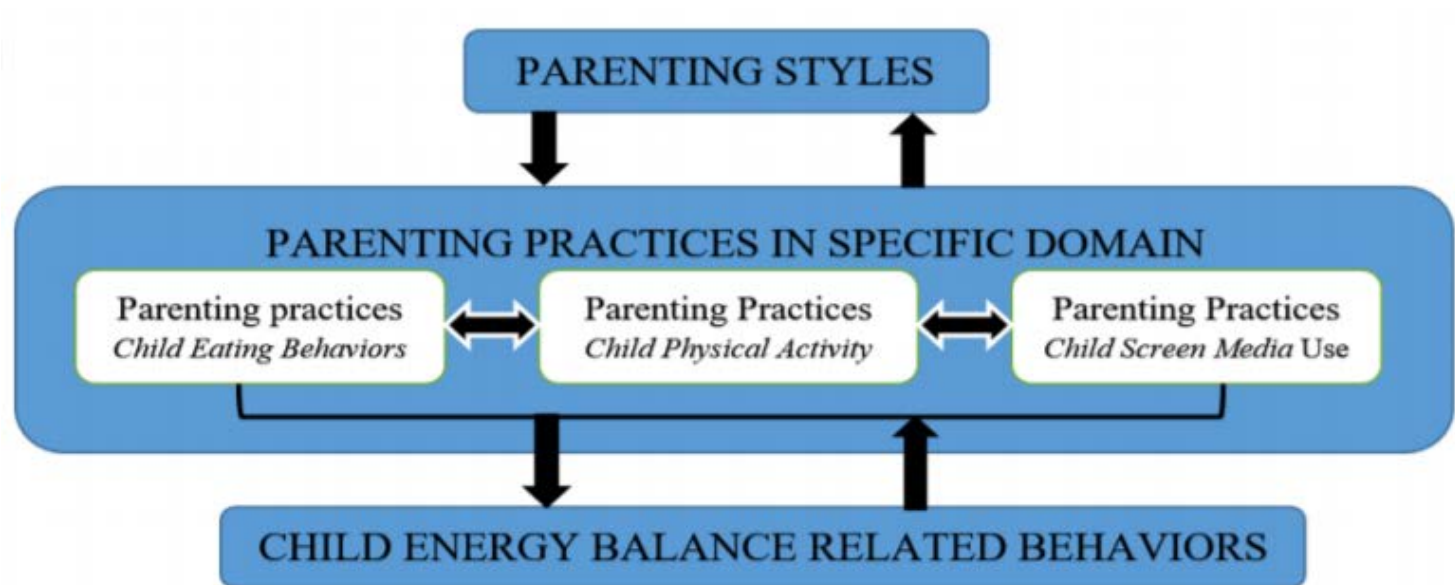 PARENTING STYLES
PARENTING PRACTICES IN SPECIFIC DOMAIN
Parenting practices
Child Eating Behaviors
Parenting Practices
Child Physical Activity
Parenting Practices
Child Screen Media Use
CHILD ENERGY BALANCE RELATED BEHAVIORS